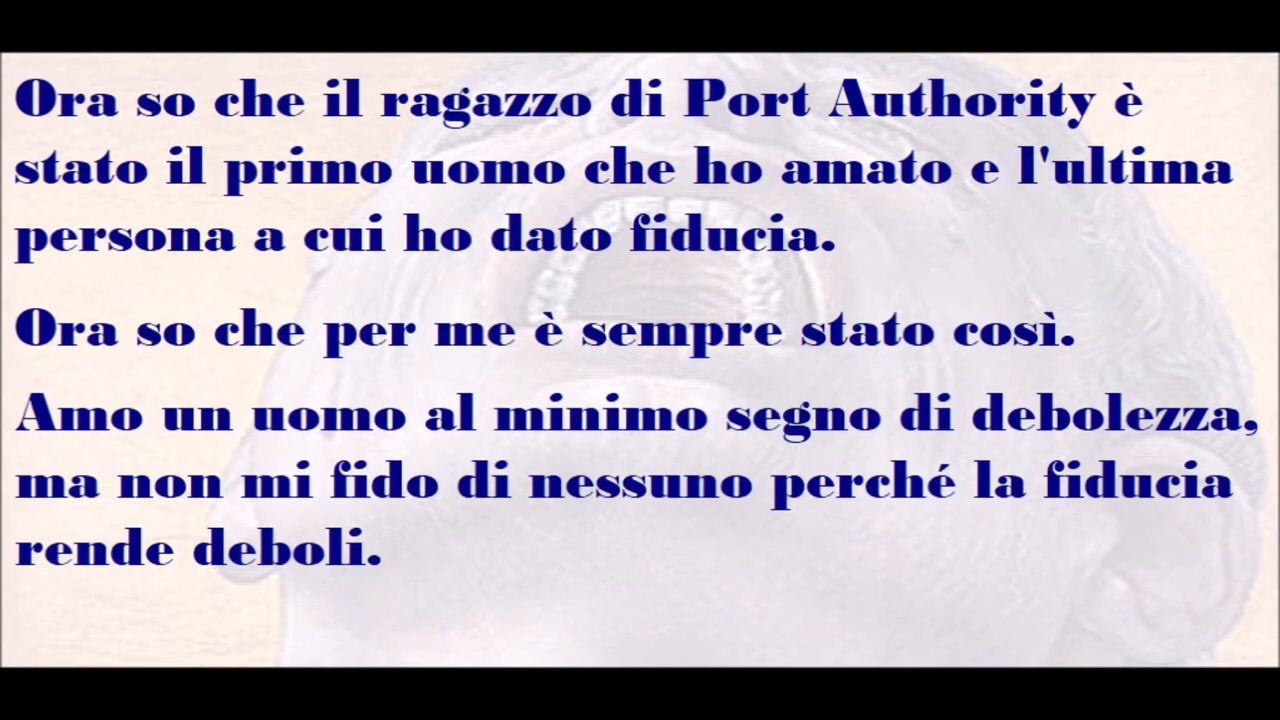 Ora so che il ragazzo di Port Authority è
stato il primo uomo che ho amato e l'ultima
persona a cui ho dato fiducia.
Ora so che per me è sempre stato così.
Amo un uomo al minimo segno di debolezza,
ma non mi fido di nessuno perché la fiducia
rende deboli.